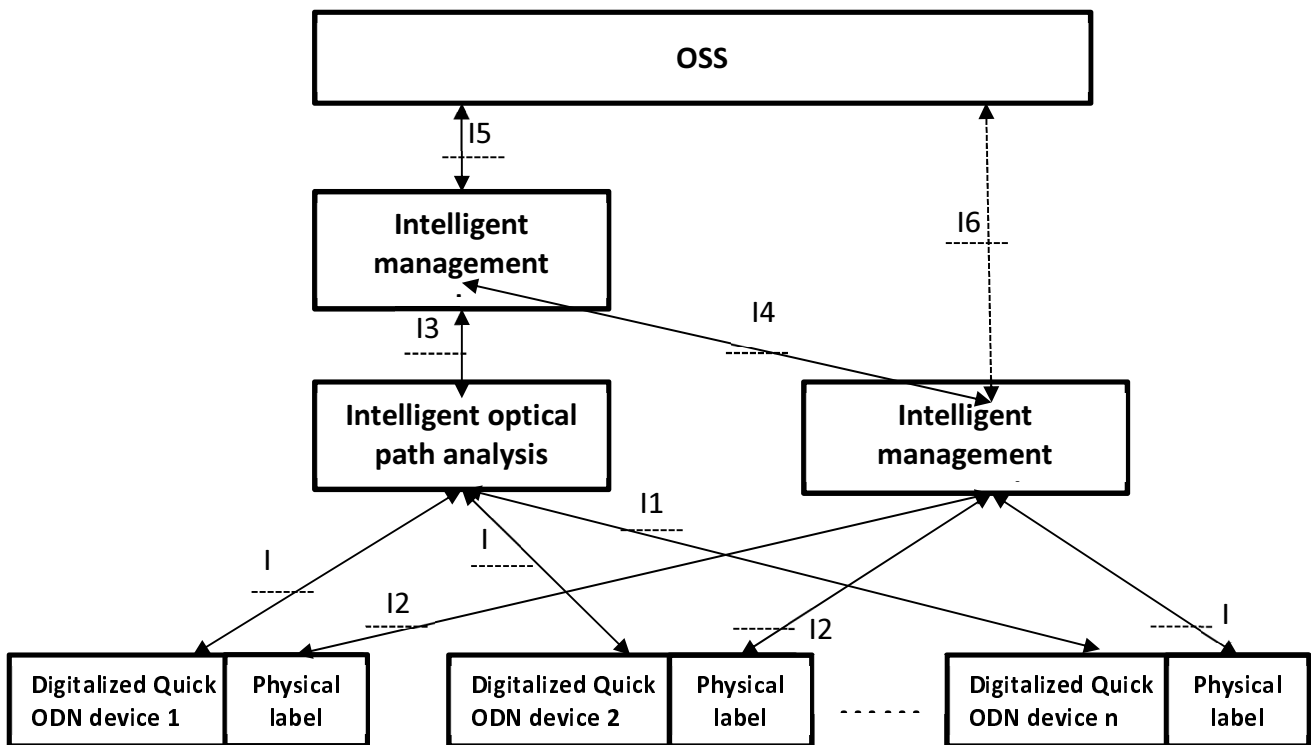 OSS
I5
Intelligent
management
I6
I4
I3
Intelligent optical
path analysis
Intelligent
management
I1
I
I
I2
I2
I
Digitalized Quick
ODN device 1
Physical
label
Digitalized Quick
ODN device 2
Physical
label
......
Digitalized Quick
ODN device n
Physical
label